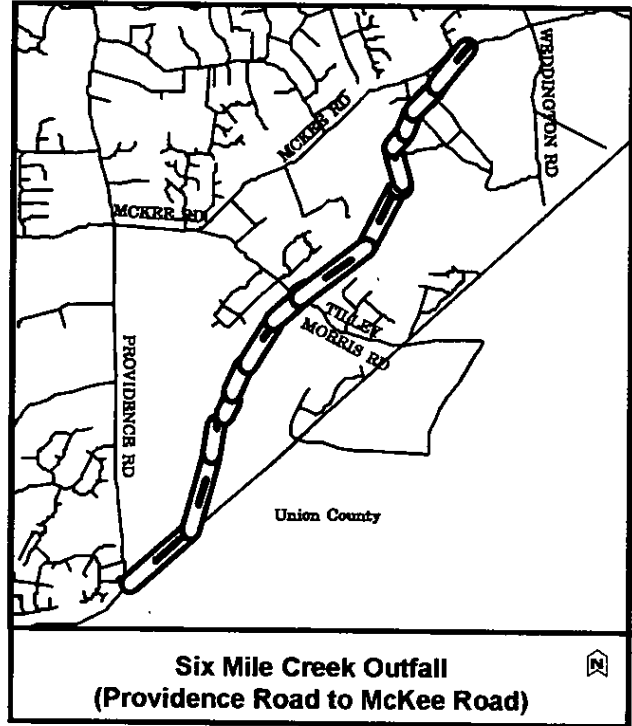 WEDDINGTON RD
MCKEE RD
MCKEE RD
TILLEY
MORRIS RD
PROVIDENCE RD
Union County
Six Mile Creek Outfall
(Providence Road to McKee Road)
N